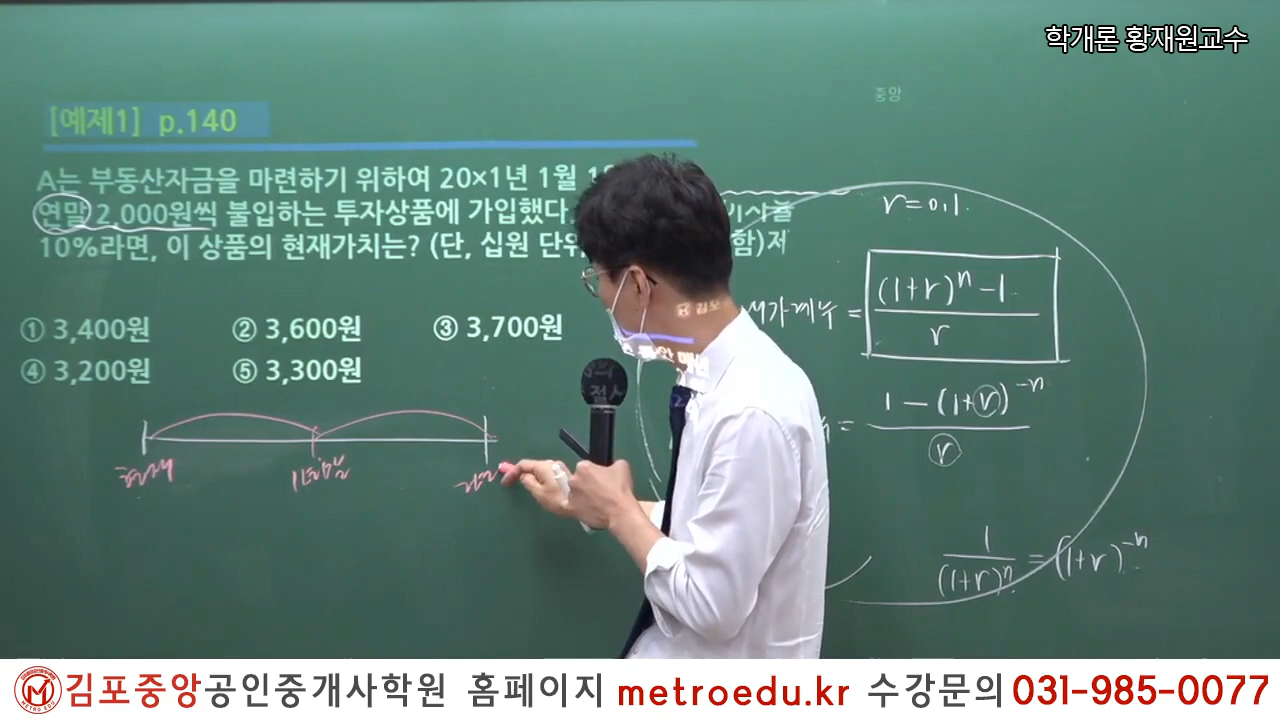 학개론 황재원교수
중앙
[예제1] p.140
A는 부동산자금을 마련하기 위하여 20×1년 1월
연말 2,000원씩 불입하는 투자상품에 가입했다.
10%라면, 이 상품의 현재가치는? (단, 십원 단위 함)
① 3,400원 ② 3,600원 ③ 3,700원
④ 3,200원 ⑤ 3,300원
현재 1년말
r=0.1
= (1+r)^n -1 / r
= 1-(1+r)^-n / r
1/(1+r)^n = (1+r)^-n
김포중앙공인중개사학원 홈페이지 metroedu.kr 수강문의 031-985-0077
METRO EDU